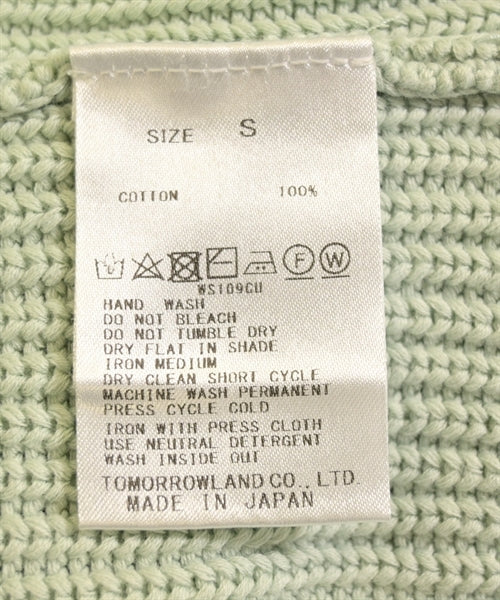 SIZE S
COTTON 100%
F W
WS109CU
HAND WASH
DO NOT BLEACH
DO NOT TUMBLE DRY
DRY FLAT IN SHADE
IRON MEDIUM
DRY CLEAN SHORT CYCLE
MACHINE WASH PERMANENT
PRESS CYCLE COLD
IRON WITH PRESS CLOTH
USE NEUTRAL DETERGENT
WASH INSIDE OUT
TOMORROWLAND CO., LTD.
MADE IN JAPAN